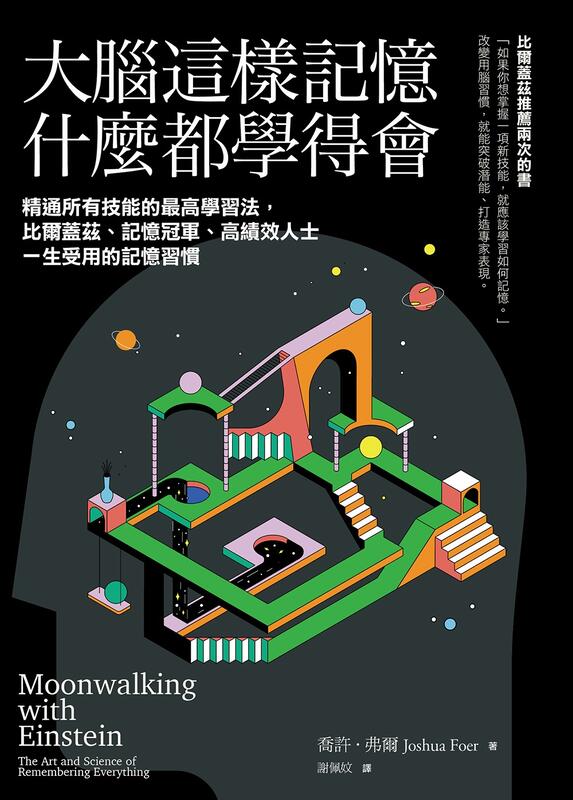 大腦這樣記憶
什麼都學得會
精通所有技能的最高學習法，
比爾蓋茲、記憶冠軍、高績效人士
一生受用的記憶習慣
比爾蓋茲推薦兩次的書
「如果你想掌握一項新技能，就應該學習如何記憶。」
改變用腦習慣，就能突破潛能、打造專家表現。
Moonwalking
with
Einstein
The Art and Science of
Remembering Everything
喬許・弗爾 Joshua Foer 著
謝佩妏 譯